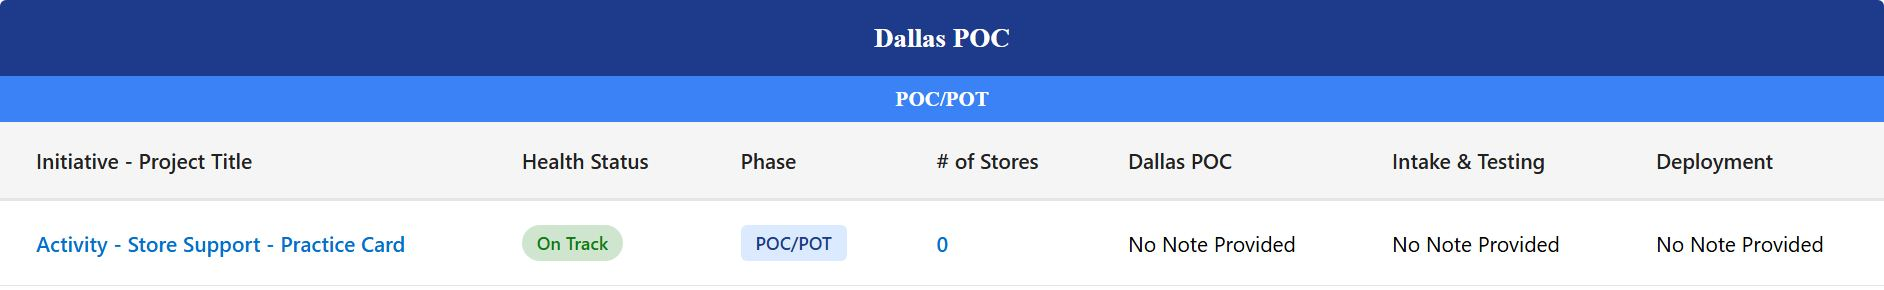 Dallas POC
POC/POT
Initiative - Project Title Health Status Phase # of Stores Dallas POC Intake & Testing Deployment
Activity - Store Support - Practice Card On Track POC/POT 0 No Note Provided No Note Provided No Note Provided